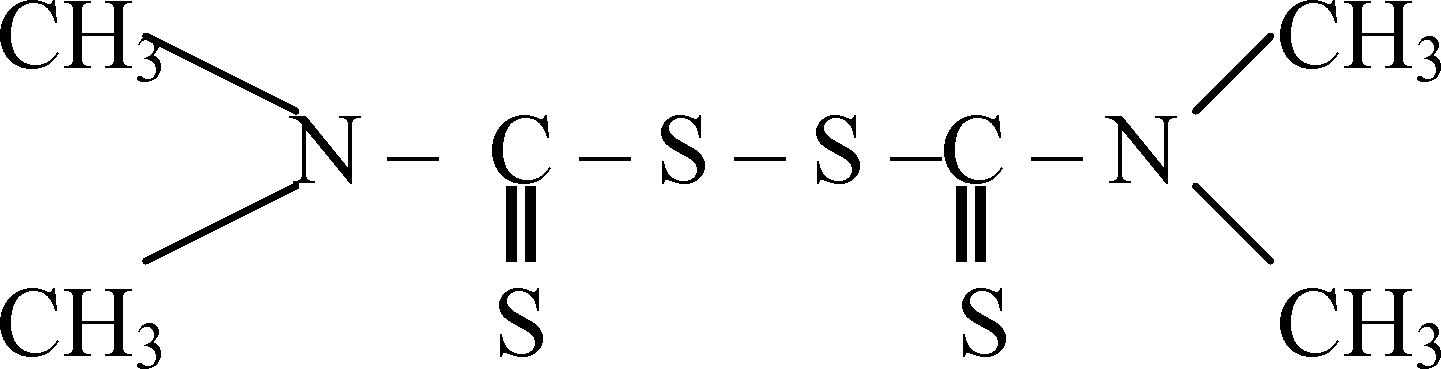 CH₃ CH₃
N – C – S – S – C – N
CH₃ S S CH₃